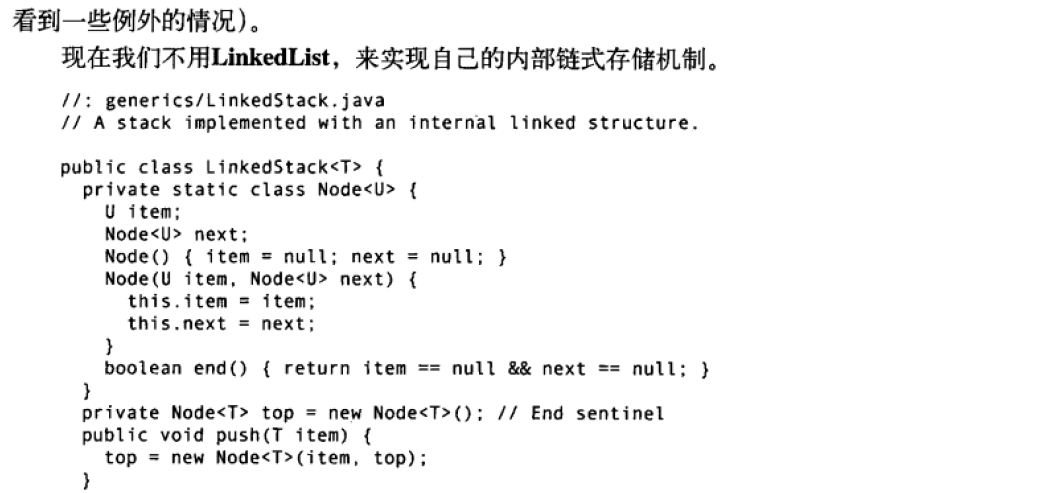 看到一些例外的情况）。
现在我们不用LinkedList，来实现自己的内部链式存储机制。
//: generics/LinkedStack.java
// A stack implemented with an internal linked structure.
public class LinkedStack<T> {
private static class Node<U> {
U item;
Node<U> next;
Node() { item = null; next = null; }
Node(U item, Node<U> next) {
this.item = item;
this.next = next;
}
boolean end() { return item == null && next == null; }
}
private Node<T> top = new Node<T>(); // End sentinel
public void push(T item) {
top = new Node<T>(item, top);
}